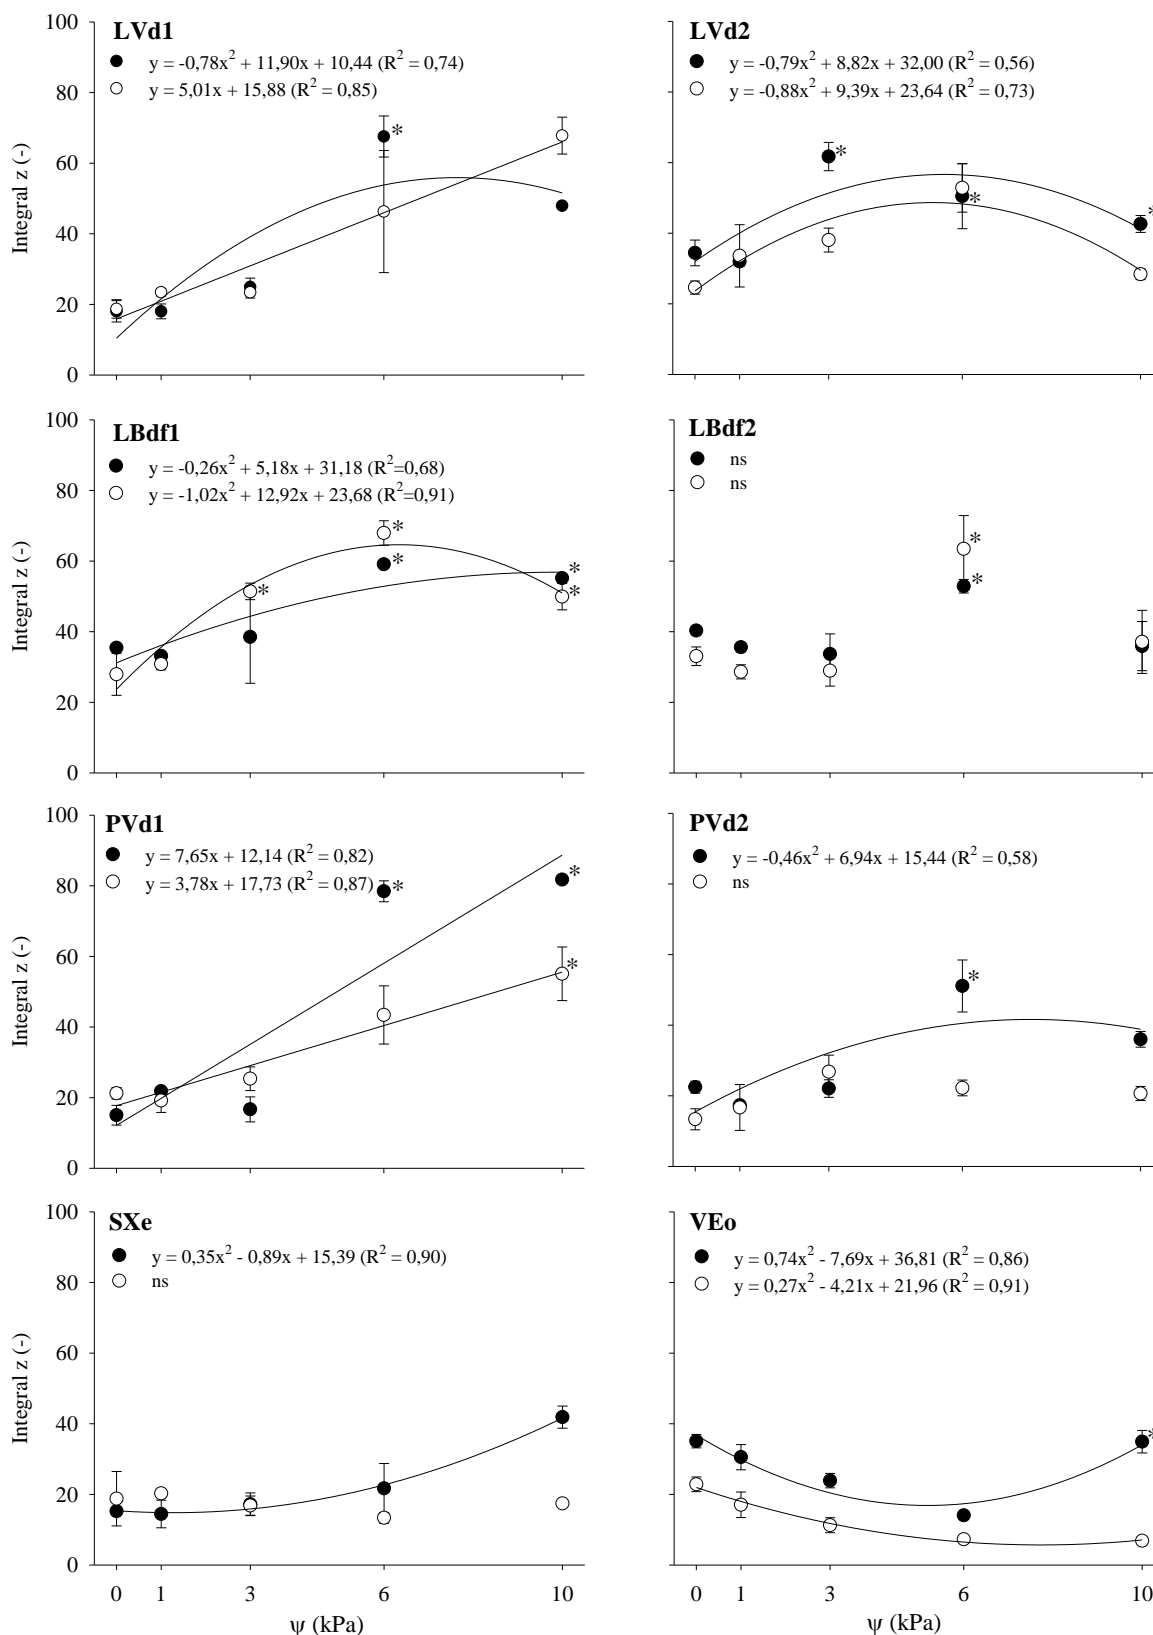 LVd1
y = -0,78x² + 11,90x + 10,44 (R² = 0,74)
y = 5,01x + 15,88 (R² = 0,85)
Integral z (-)
100
80
60
40
20
0
*
LVd2
y = -0,79x² + 8,82x + 32,00 (R² = 0,56)
y = -0,88x² + 9,39x + 23,64 (R² = 0,73)
*
*
*
LBdf1
y = -0,26x² + 5,18x + 31,18 (R²=0,68)
y = -1,02x² + 12,92x + 23,68 (R²=0,91)
Integral z (-)
100
80
60
40
20
0
*
*
*
*
*
LBdf2
ns
ns
*
*
PVd1
y = 7,65x + 12,14 (R² = 0,82)
y = 3,78x + 17,73 (R² = 0,87)
Integral z (-)
100
80
60
40
20
0
*
*
*
PVd2
y = -0,46x² + 6,94x + 15,44 (R² = 0,58)
ns
*
SXe
y = 0,35x² - 0,89x + 15,39 (R² = 0,90)
ns
Integral z (-)
100
80
60
40
20
0
0 1 3 6 10
ψ (kPa)
VEo
y = 0,74x² - 7,69x + 36,81 (R² = 0,86)
y = 0,27x² - 4,21x + 21,96 (R² = 0,91)
*
0 1 3 6 10
ψ (kPa)